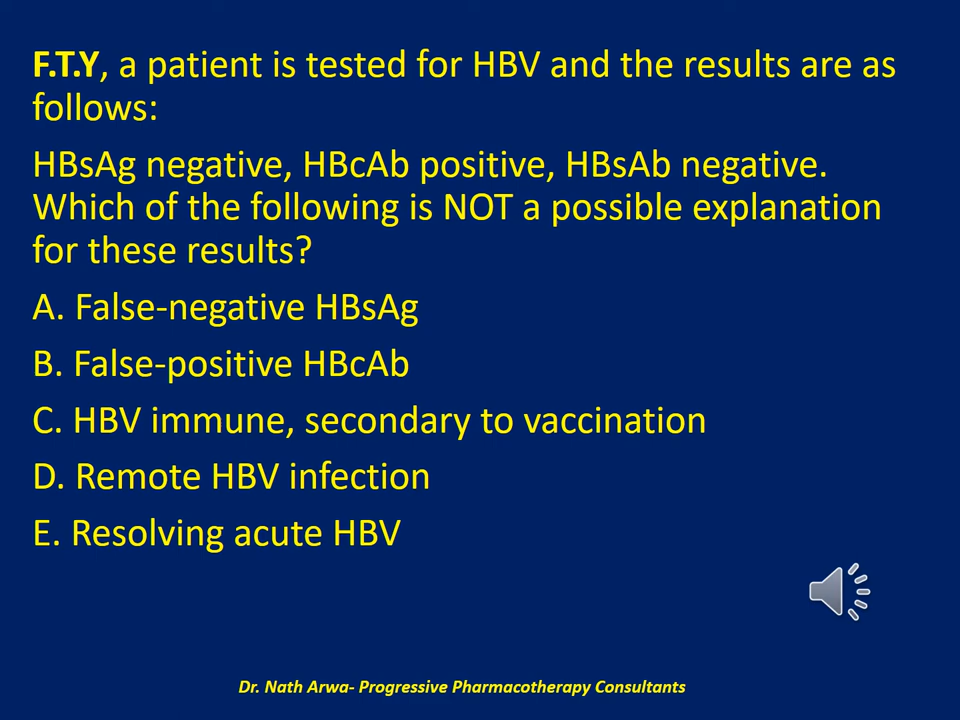 F.T.Y, a patient is tested for HBV and the results are as
follows:
HBsAg negative, HBcAb positive, HBsAb negative.
Which of the following is NOT a possible explanation
for these results?
A. False-negative HBsAg
B. False-positive HBcAb
C. HBV immune, secondary to vaccination
D. Remote HBV infection
E. Resolving acute HBV
Dr. Nath Arwa- Progressive Pharmacotherapy Consultants